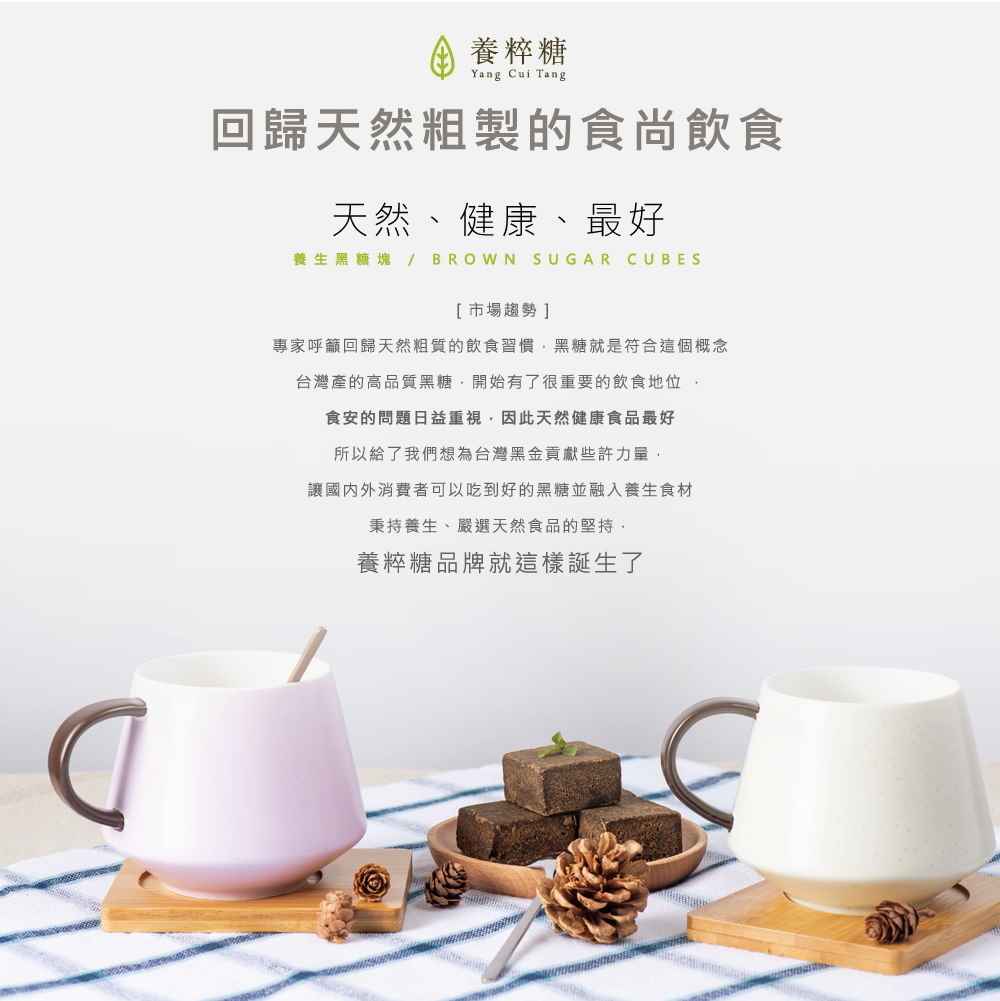 養粹糖
Yang Cui Tang
回歸天然粗製的食尚飲食
天然、健康、最好
養生黑糖塊 / BROWN SUGAR CUBES
[ 市場趨勢 ]
專家呼籲回歸天然粗質的飲食習慣，黑糖就是符合這個概念
台灣產的高品質黑糖，開始有了很重要的飲食地位 ，
食安的問題日益重視，因此天然健康食品最好
所以給了我們想為台灣黑金貢獻些許力量，
讓國內外消費者可以吃到好的黑糖並融入養生食材
秉持養生、嚴選天然食品的堅持，
養粹糖品牌就這樣誕生了